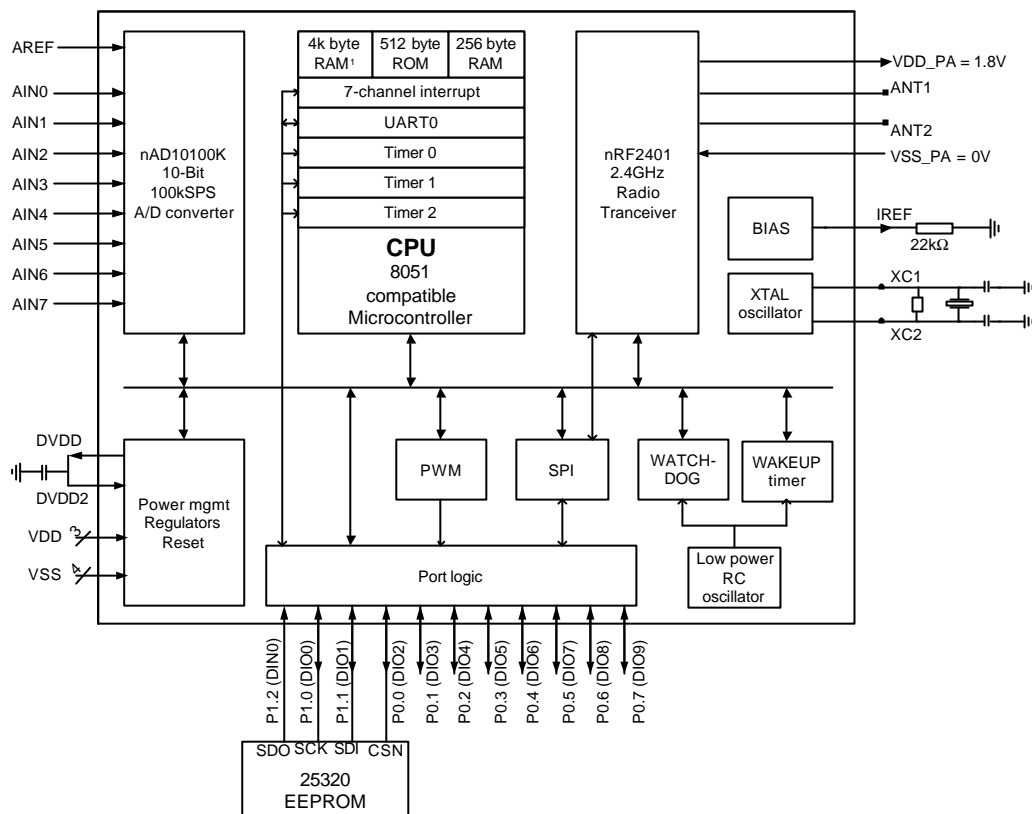 AREF
AIN0
AIN1
AIN2
AIN3
AIN4
AIN5
AIN6
AIN7
nAD10100K
10-Bit
100kSPS
A/D converter
4k byte
RAM¹
512 byte
ROM
256 byte
RAM
7-channel interrupt
UART0
Timer 0
Timer 1
Timer 2
CPU
8051
compatible
Microcontroller
nRF2401
2.4GHz
Radio
Tranceiver
VDD_PA = 1.8V
ANT1
ANT2
VSS_PA = 0V
BIAS
IREF
22kΩ
XTAL
oscillator
XC1
XC2
DVDD
DVDD2
VDD
3
VSS
4
Power mgmt
Regulators
Reset
PWM
SPI
WATCH-
DOG
WAKEUP
timer
Low power
RC
oscillator
Port logic
P1.2 (DIN0)
P1.0 (DIO0)
P1.1 (DIO1)
P0.0 (DIO2)
P0.1 (DIO3)
P0.2 (DIO4)
P0.3 (DIO5)
P0.4 (DIO6)
P0.5 (DIO7)
P0.6 (DIO8)
P0.7 (DIO9)
SDO
SCK
SDI
CSN
25320
EEPROM